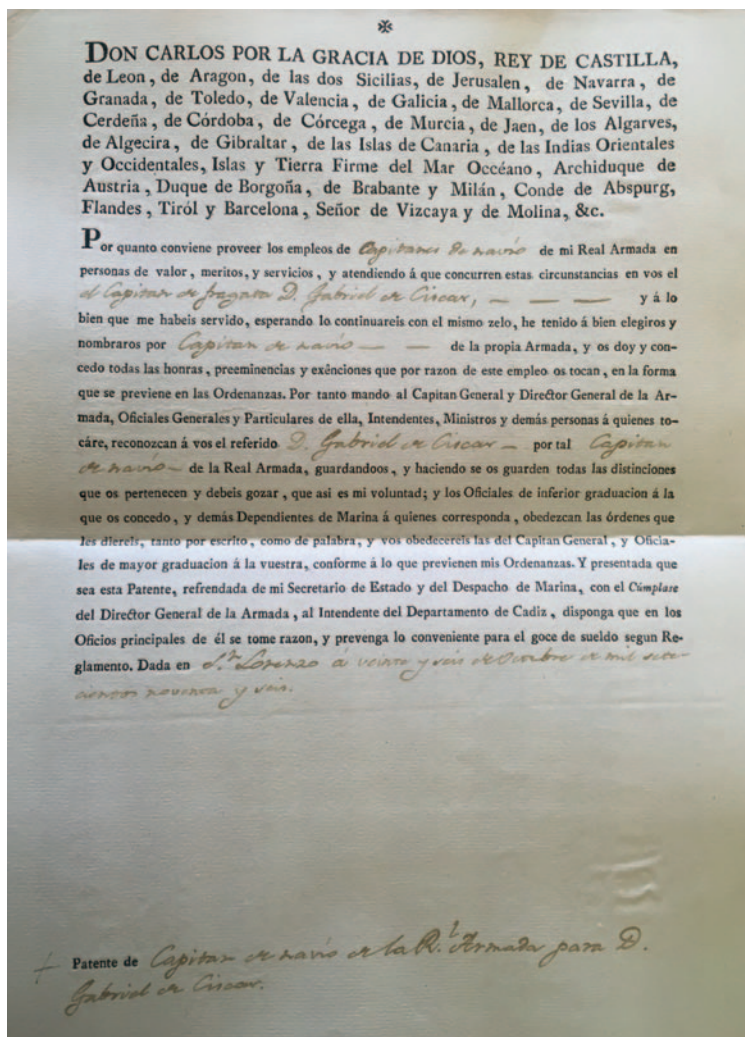 DON CARLOS POR LA GRACIA DE DIOS, REY DE CASTILLA,
de Leon, de Aragon, de las dos Sicilias, de Jerusalen, de Navarra, de
Granada, de Toledo, de Valencia, de Galicia, de Mallorca, de Sevilla, de
Cerdeña, de Córdoba, de Córcega, de Murcia, de Jaen, de los Algarves,
de Algecira, de Gibraltar, de las Islas de Canaria, de las Indias Orientales
y Occidentales, Islas y Tierra Firme del Mar Occéano, Archiduque de
Austria, Duque de Borgoña, de Brabante y Milán, Conde de Abspurg,
Flandes, Tiról y Barcelona, Señor de Vizcaya y de Molina, &c.
Por quanto conviene proveer los empleos de Capitanes de navío de mi Real Armada en
personas de valor, meritos, y servicios, y atendiendo á que concurren estas circunstancias en vos el
el Capitan de fragata D. Gabriel de Ciscar, — — — y á lo
bien que me habeis servido, esperando lo continuareis con el mismo zelo, he tenido á bien elegiros y
nombraros por Capitan de navío — — de la propia Armada, y os doy y con-
cedo todas las honras, preeminencias y exênciones que por razon de este empleo os tocan, en la forma
que se previene en las Ordenanzas. Por tanto mando al Capitan General y Director General de la Ar-
mada, Oficiales Generales y Particulares de ella, Intendentes, Ministros y demás personas á quienes to-
cáre, reconozcan á vos el referido D. Gabriel de Ciscar — por tal Capitan
de navío — de la Real Armada, guardandoos, y haciendo se os guarden todas las distinciones
que os pertenecen y debeis gozar, que asi es mi voluntad; y los Oficiales de inferior graduacion á la
que os concedo, y demás Dependientes de Marina á quienes corresponda, obedezcan las órdenes que
les diereis, tanto por escrito, como de palabra, y vos obedecereis las del Capitan General, y Oficia-
les de mayor graduacion á la vuestra, conforme á lo que previenen mis Ordenanzas. Y presentada que
sea esta Patente, refrendada de mi Secretario de Estado y del Despacho de Marina, con el Cúmplase
del Director General de la Armada, al Intendente del Departamento de Cadiz, disponga que en los
Oficios principales de él se tome razon, y prevenga lo conveniente para el goce de sueldo segun Re-
glamento. Dada en S.n Lorenzo á veinte y seis de Octubre de mil sete-
cientos noventa y seis.
Patente de Capitan de navío de la R.l Armada para D.
Gabriel de Ciscar.